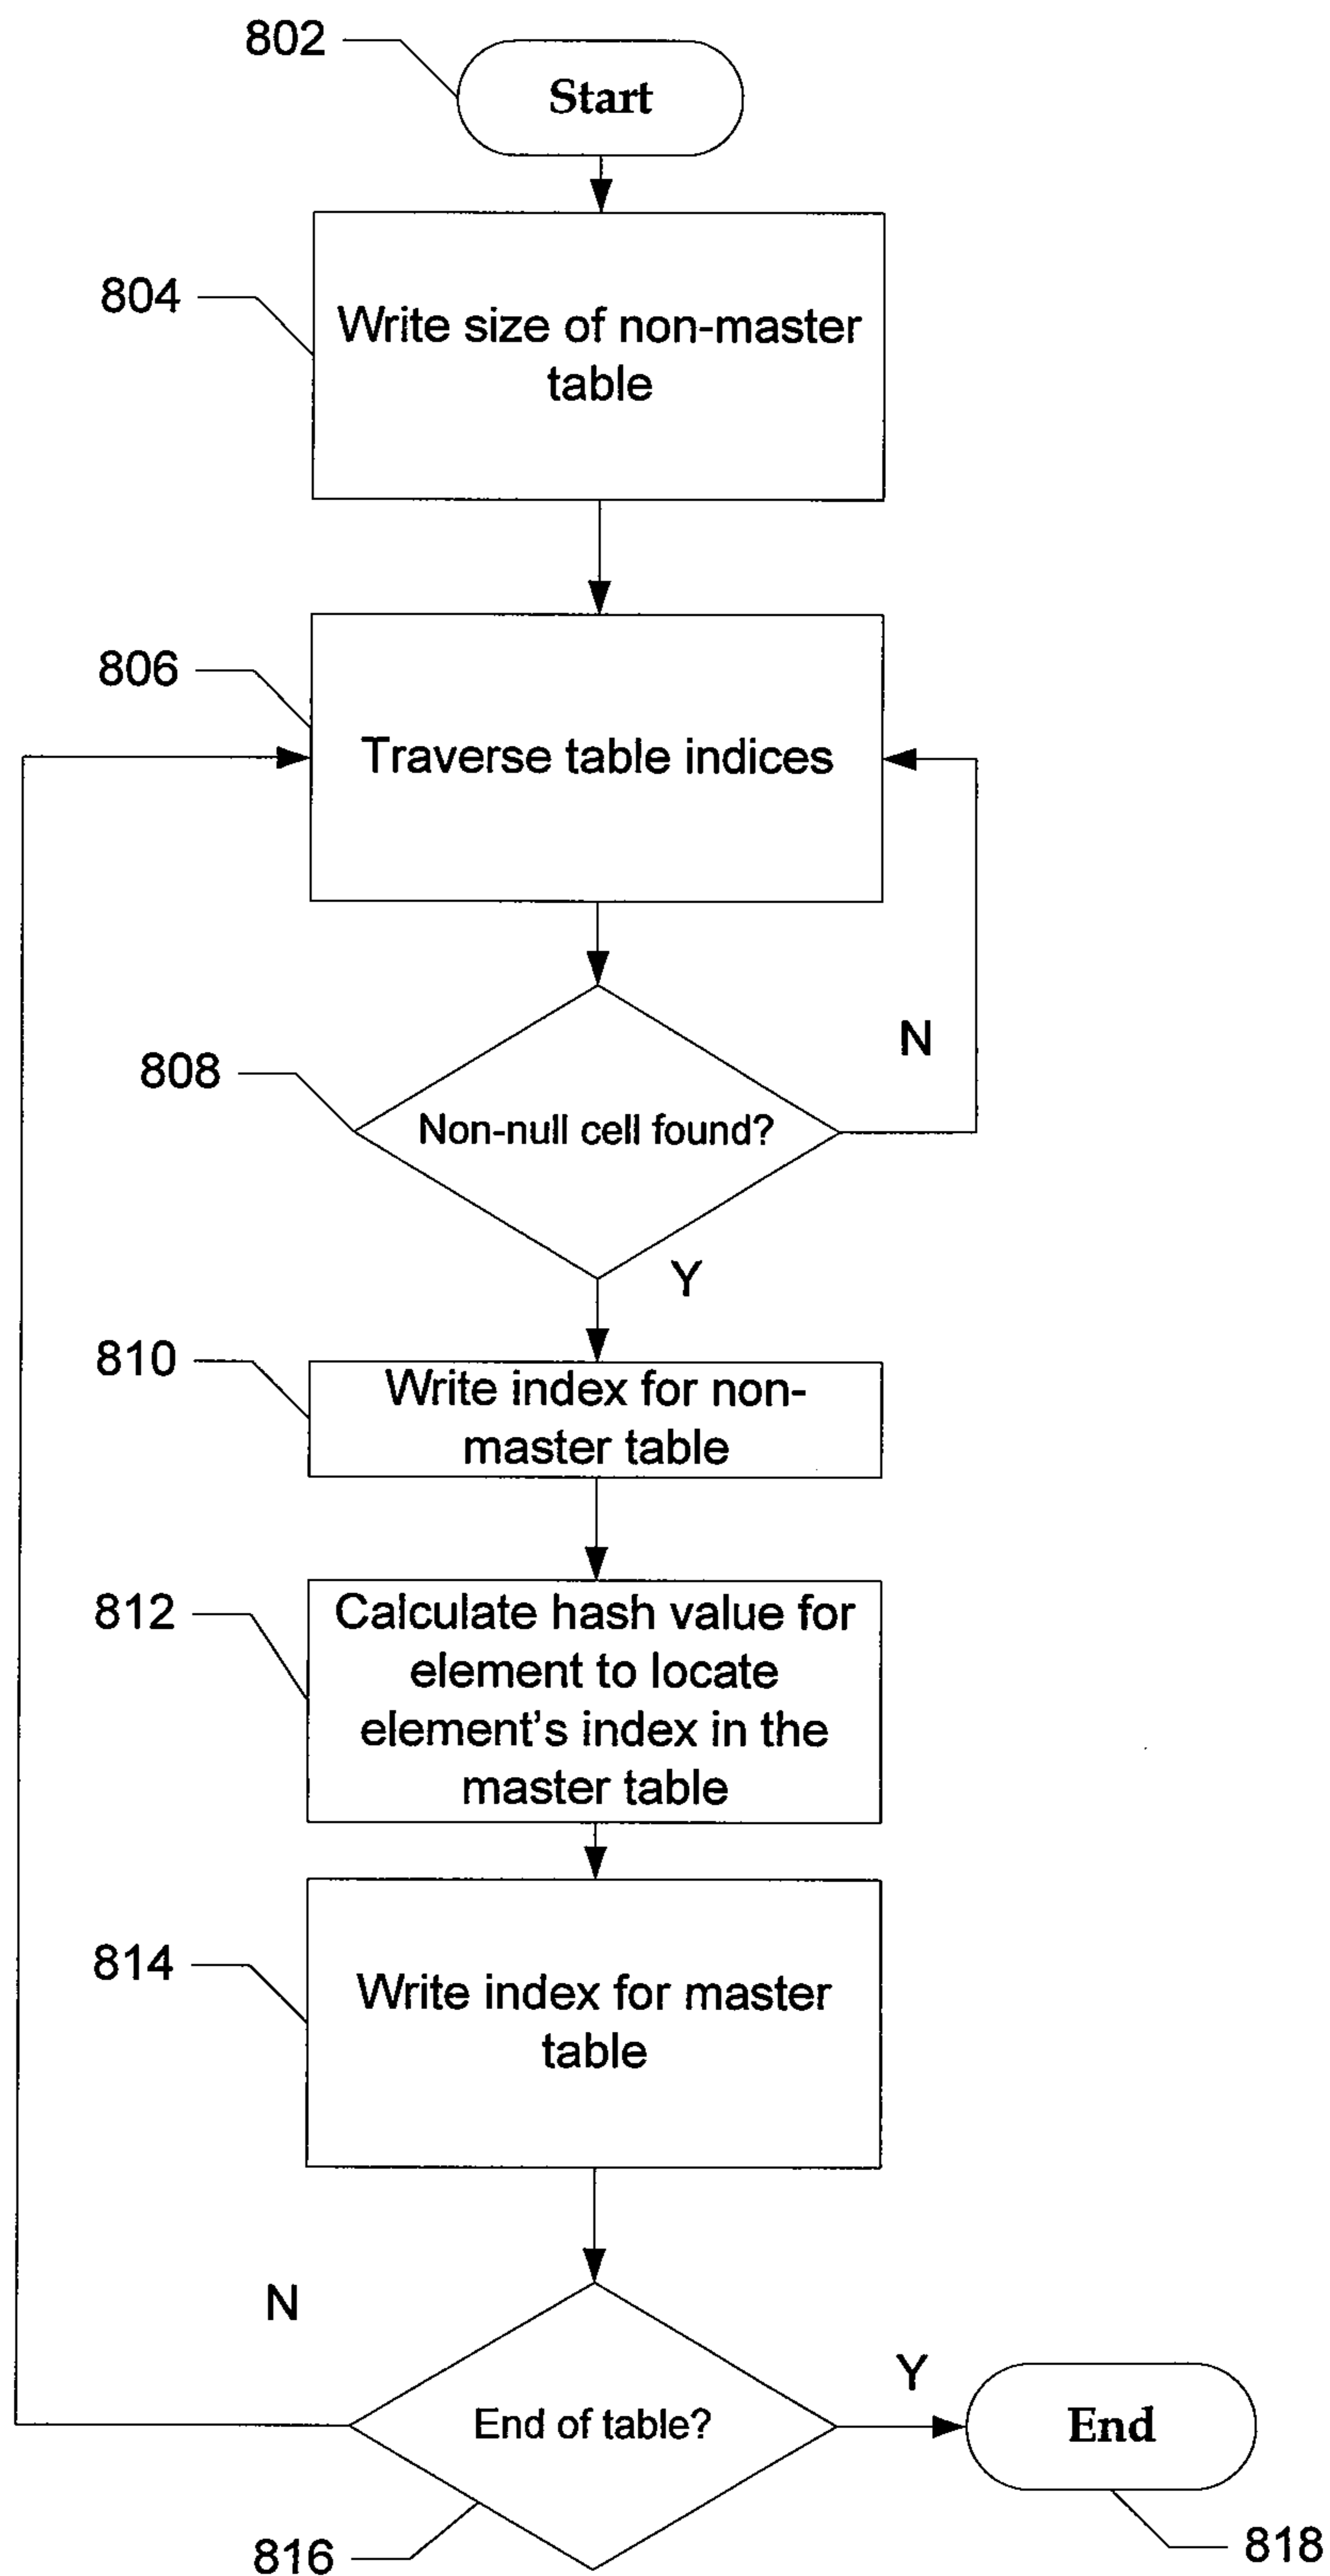 802
Start
804
Write size of non-master
table
806
Traverse table indices
N
808
Non-null cell found?
Y
810
Write index for non-
master table
812
Calculate hash value for
element to locate
element's index in the
master table
814
Write index for master
table
N
Y
End of table?
End
816
818